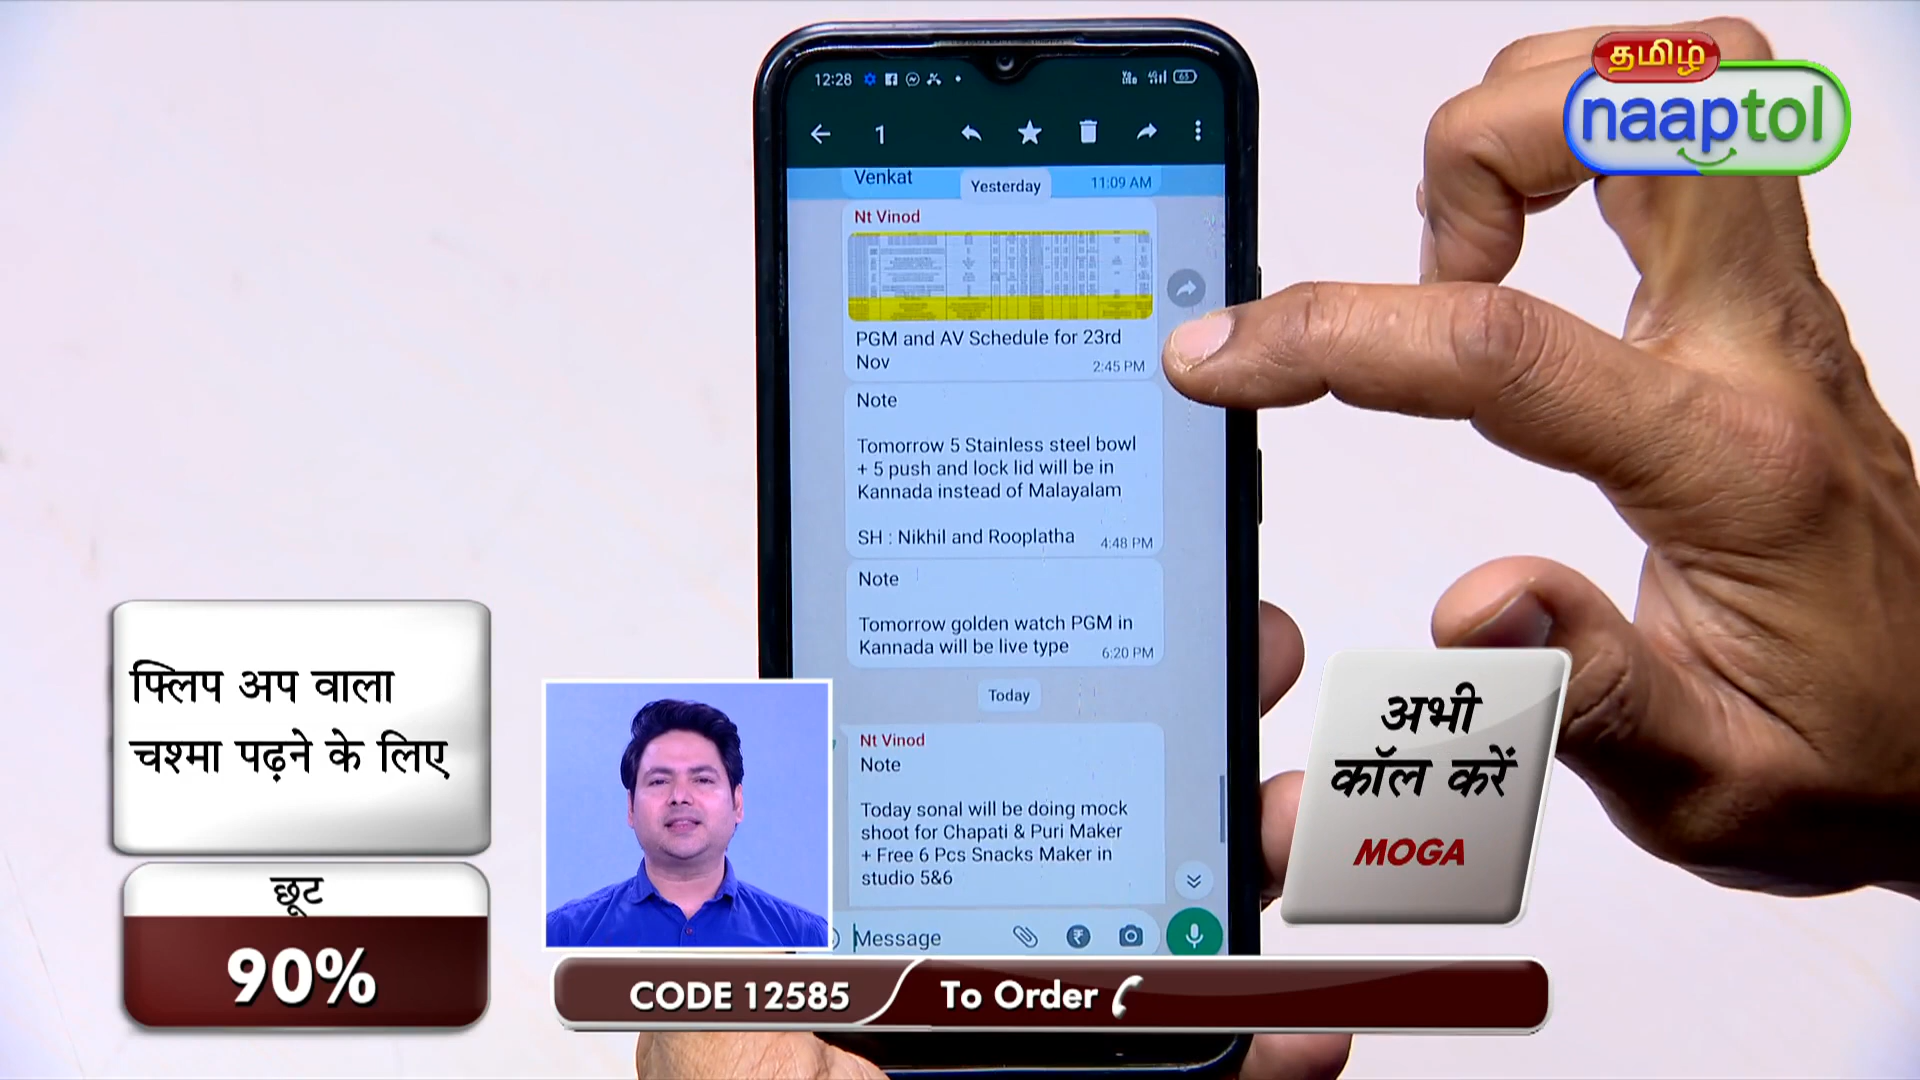 தமிழ்
naaptol
12:28
65
1
Venkat
11:09 AM
Yesterday
Nt Vinod
PGM and AV Schedule for 23rd
Nov
2:45 PM
Note
Tomorrow 5 Stainless steel bowl
+ 5 push and lock lid will be in
Kannada instead of Malayalam
SH : Nikhil and Rooplatha
4:48 PM
Note
Tomorrow golden watch PGM in
Kannada will be live type
6:20 PM
Today
Nt Vinod
Note
Today sonal will be doing mock
shoot for Chapati & Puri Maker
+ Free 6 Pcs Snacks Maker in
studio 5&6
Message
फ्लिप अप वाला
चश्मा पढ़ने के लिए
छूट
90%
अभी
कॉल करें
MOGA
CODE 12585
To Order